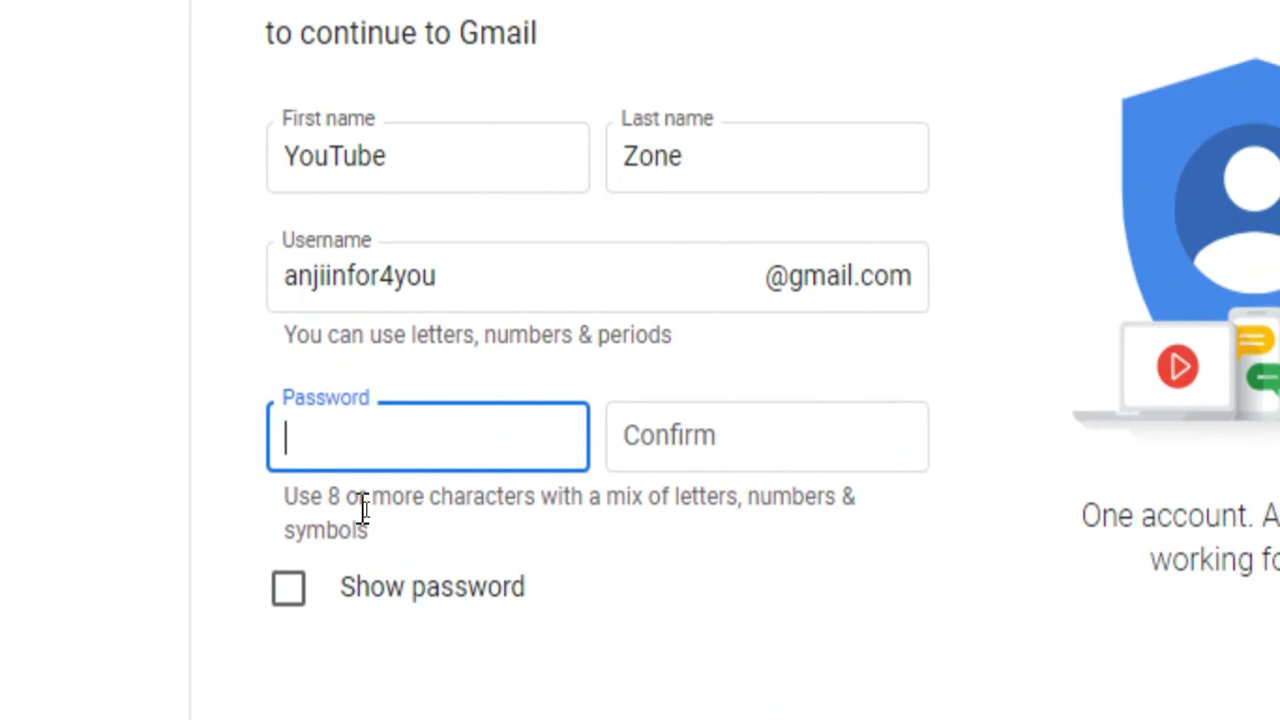 to continue to Gmail
First name
Last name
YouTube
Zone
Username
anjiinfor4you
@gmail.com
You can use letters, numbers & periods
Password
Confirm
Use 8 or more characters with a mix of letters, numbers &
symbols
Show password
One account. A
working fo